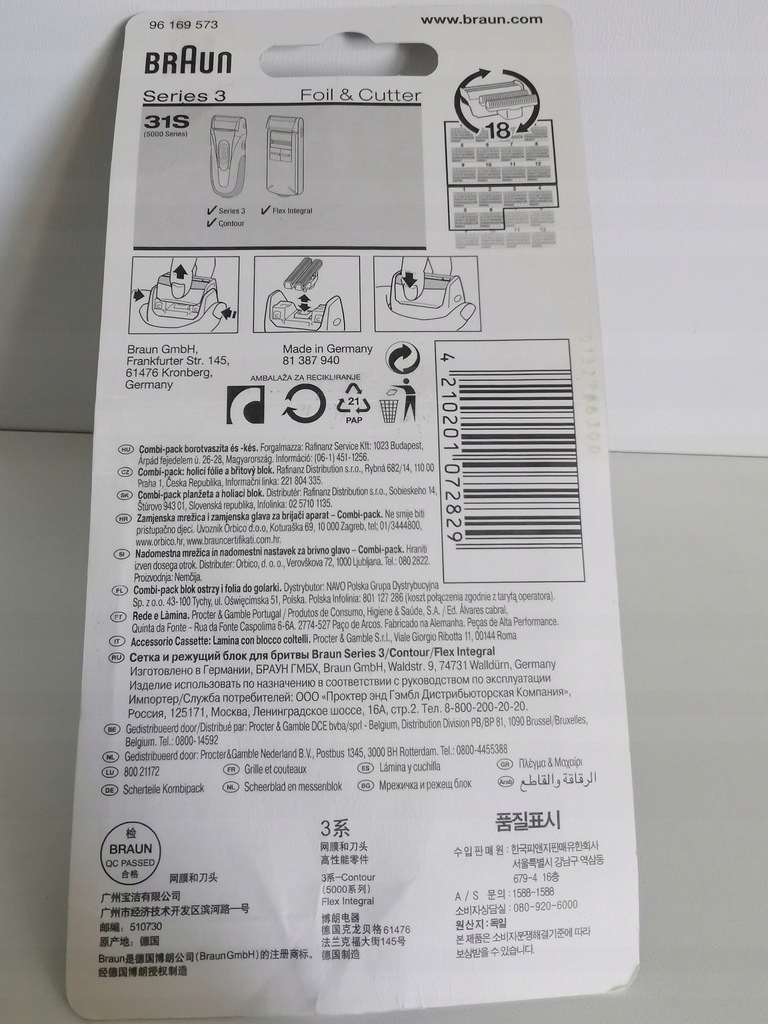 96 169 573
www.braun.com
BRAUN
Series 3
Foil & Cutter
31S
(5000 Series)
18
✓ Series 3
✓ Flex Integral
✓ Contour
Braun GmbH,
Frankfurter Str. 145,
61476 Kronberg,
Germany
Made in Germany
81 387 940
AMBALAŽA ZA RECIKLIRANJE
21
PAP
4 210201 072829
HU Combi-pack borotvaszita és -kés. Forgalmazza: Rafinanz Service Kft: 1023 Budapest,
Árpád fejedelem ú. 26-28, Magyarország. Információ: (06-1) 451-1256.
CZ Combi-pack: holicí fólie a břitový blok. Rafinanz Distribution s.r.o., Rybná 682/14, 110 00
Praha 1, Česka Republika, Informační linka: 221 804 335.
SK Combi-pack planžeta a holiaci blok. Distribútér: Rafinanz Distribution s.r.o., Sobieskeho 14,
Štúrovo 943 01, Slovenská republika, Infolinka: 02 5710 1135.
HR Zamjenska mrežica i zamjenska glava za brijaći aparat – Combi-pack. Ne smije biti
pristupačno djeci. Uvoznik Orbico d.o.o, Koturaška 69, 10 000 Zagreb, tel; 01/3444800,
www.orbico.hr, www.brauncertifikati.com.hr.
SI Nadomestna mrežica in nadomestni nastavek za brivno glavo – Combi-pack. Hraniti
izven dosega otrok. Distributer: Orbico, d. o. o., Verovškova 72, 1000 Ljubljana. Tel.: 080 2822
Proizvodnja: Nemčija.
PL Combi-pack blok ostrzy i folia do golarki. Dystrybutor: NAVO Polska Grupa Dystrybucyjna
Sp. z o.o. 43-100 Tychy, ul. Oświęcimska 51, Polska. Polska Infolinia: 801 127 286 (koszt połączenia zgodnie z taryfą operatora).
PT Rede e Lâmina. Procter & Gamble Portugal / Produtos de Consumo, Higiene & Saúde, S.A. / Ed. Álvares cabral,
Quinta da Fonte – Rua da Fonte Caspolima 6-6A. 2774-527 Paço de Arcos. Fabricado na Alemanha. Peças de Alta Performance.
IT Accessorio Cassette: Lamina con blocco coltelli. Procter & Gamble S.r.l., Viale Giorgio Ribotta 11, 00144 Roma
RU Сетка и режущий блок для бритвы Braun Series 3/Contour/Flex Integral
Изготовлено в Германии, БРАУН ГМБХ, Braun GmbH, Waldstr. 9, 74731 Walldürn, Germany
Изделие использовать по назначению в соответствии с руководством по эксплуатации
Импортер/Служба потребителей: ООО «Проктер энд Гэмбл Дистрибьюторская Компания»,
Россия, 125171, Москва, Ленинградское шоссе, 16А, стр.2. Тел. 8-800-200-20-20.
BE Gedistribueerd door/Distribué par: Procter & Gamble DCE bvba/sprl - Belgium, Distribution Division PB/BP 81, 1090 Brussel/Bruxelles,
Belgium. Tel.: 0800-14592
NL Gedistribueerd door: Procter&Gamble Nederland B.V., Postbus 1345, 3000 BH Rotterdam. Tel.: 0800-4455388
LU 800 21172
FR Grille et couteaux
ES Lámina y cuchilla
GR Πλέγμα & Μαχαίρι
DE Scherteile Kombipack
NL Scheerblad en messenblok
BG Мрежичка и режещ блок
Arab الرقاقة والقاطع
检
BRAUN
QC PASSED
合格
网膜和刀头
广州宝洁有限公司
广州市经济技术开发区滨河路一号
邮编: 510730
原产地: 德国
Braun是德国博朗公司(Braun GmbH)的注册商标,
经德国博朗授权制造
3系
网膜和刀头
高性能零件
3系-Contour
(5000系列)
Flex Integral
博朗电器
德国克龙贝格61476
法兰克福大街145号
德国制造
품질표시
수 입 판 매 원 : 한국피앤지판매유한회사
서울특별시 강남구 역삼동
679-4 16층
A / S 문의 : 1588-1588
소비자상담실 : 080-920-6000
원산지 : 독일
본 제품은 소비자분쟁해결기준에 따라
보상받을 수 있습니다.